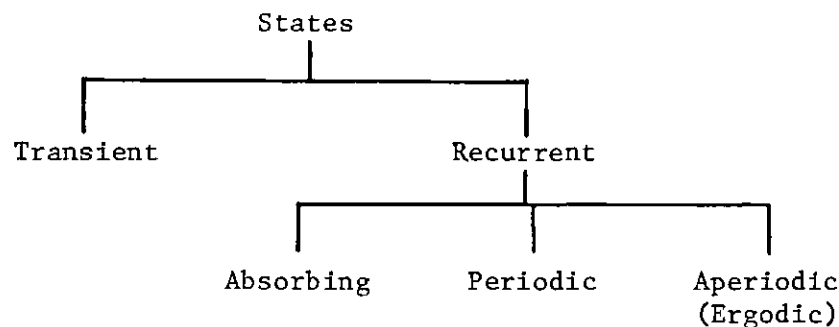 States
Transient Recurrent
Absorbing Periodic Aperiodic
(Ergodic)